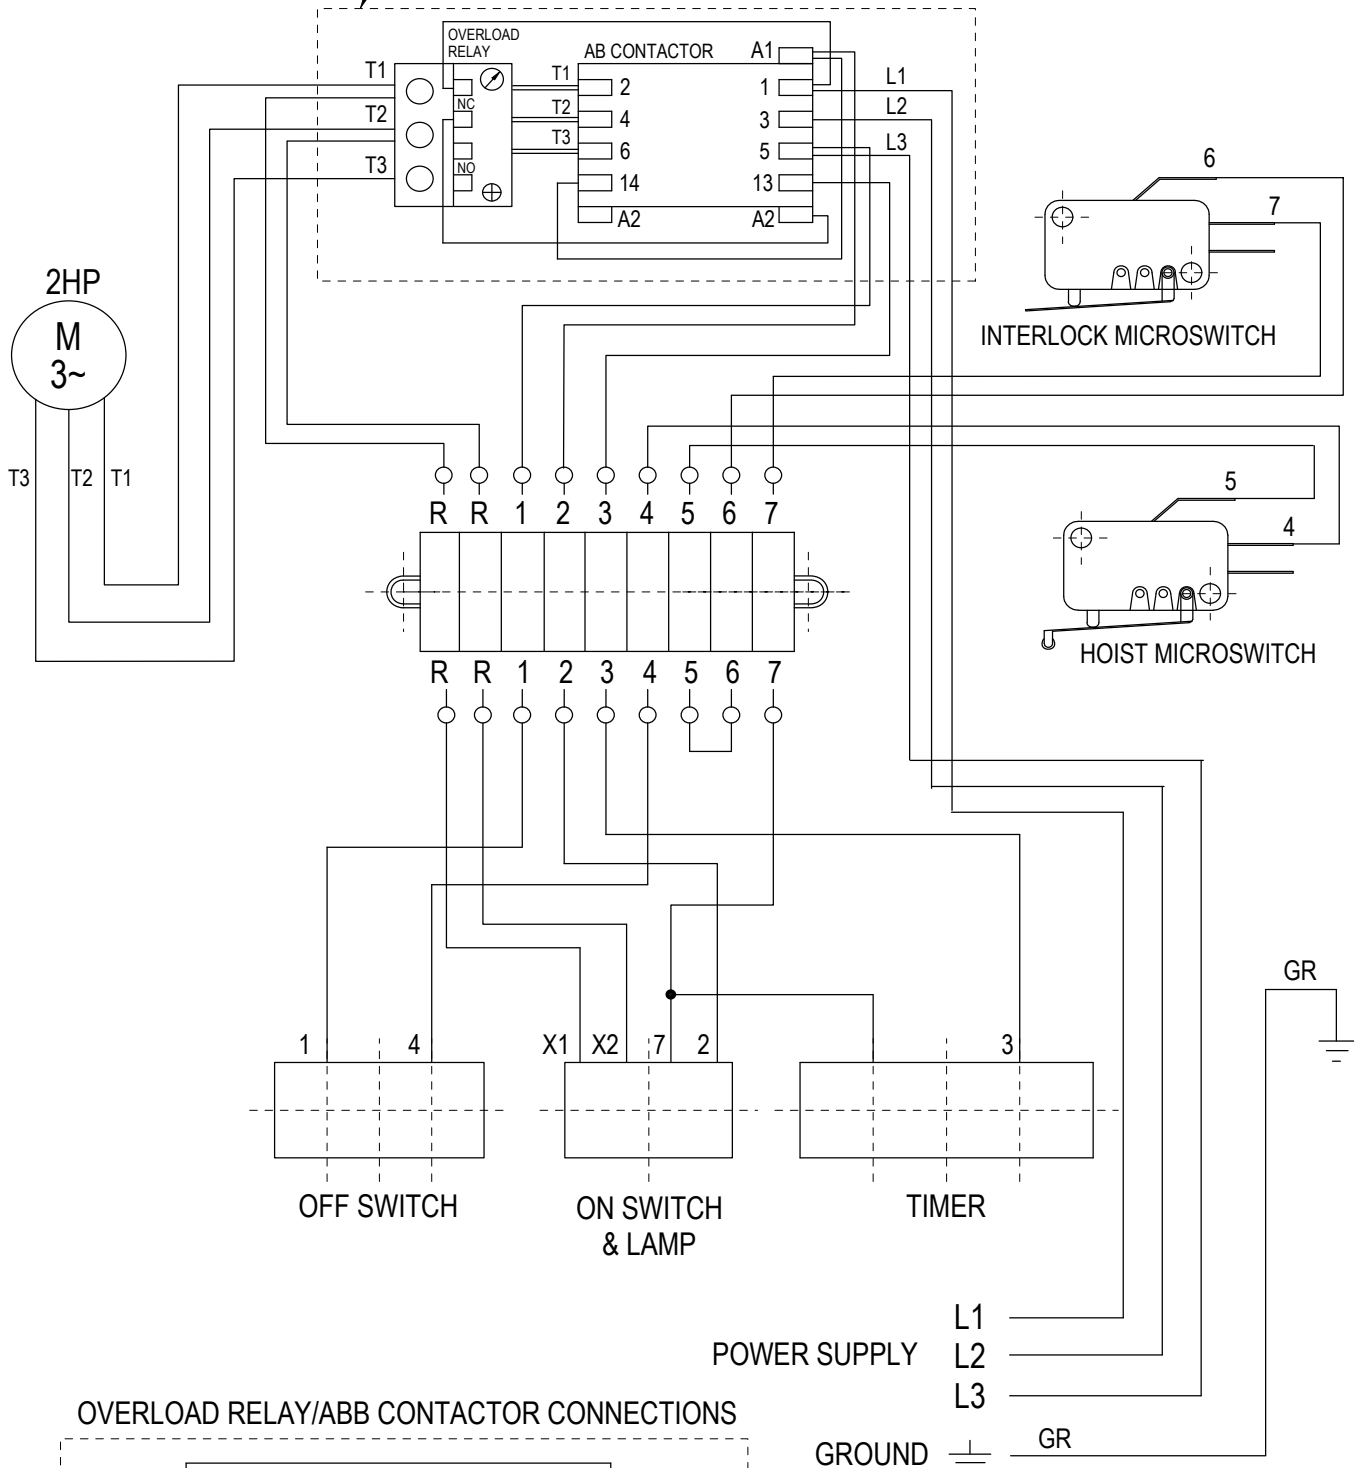 OVERLOAD
RELAY
AB CONTACTOR
A1
T1
T1
2
1
L1
NC
T2
T2
4
3
L2
T3
T3
6
5
L3
NO
14
13
A2
A2
6
7
INTERLOCK MICROSWITCH
2HP
M
3~
T3
T2
T1
5
4
HOIST MICROSWITCH
R R 1 2 3 4 5 6 7
R R 1 2 3 4 5 6 7
GR
1
4
X1
X2
7
2
3
OFF SWITCH
ON SWITCH
& LAMP
TIMER
L1
POWER SUPPLY
L2
L3
OVERLOAD RELAY/ABB CONTACTOR CONNECTIONS
GROUND
GR